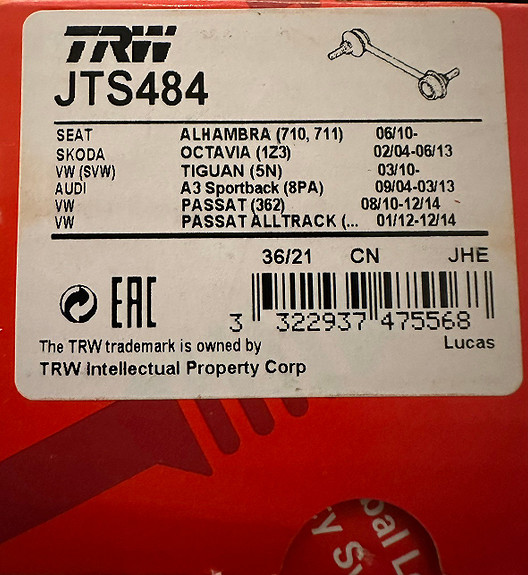 TRW
JTS484
SEAT ALHAMBRA (710, 711) 06/10-
SKODA OCTAVIA (1Z3) 02/04-06/13
VW (SVW) TIGUAN (5N) 03/10-
AUDI A3 Sportback (8PA) 09/04-03/13
VW PASSAT (362) 08/10-12/14
VW PASSAT ALLTRACK (... 01/12-12/14
36/21 CN JHE
EAC
3 322937 475568
The TRW trademark is owned by Lucas
TRW Intellectual Property Corp